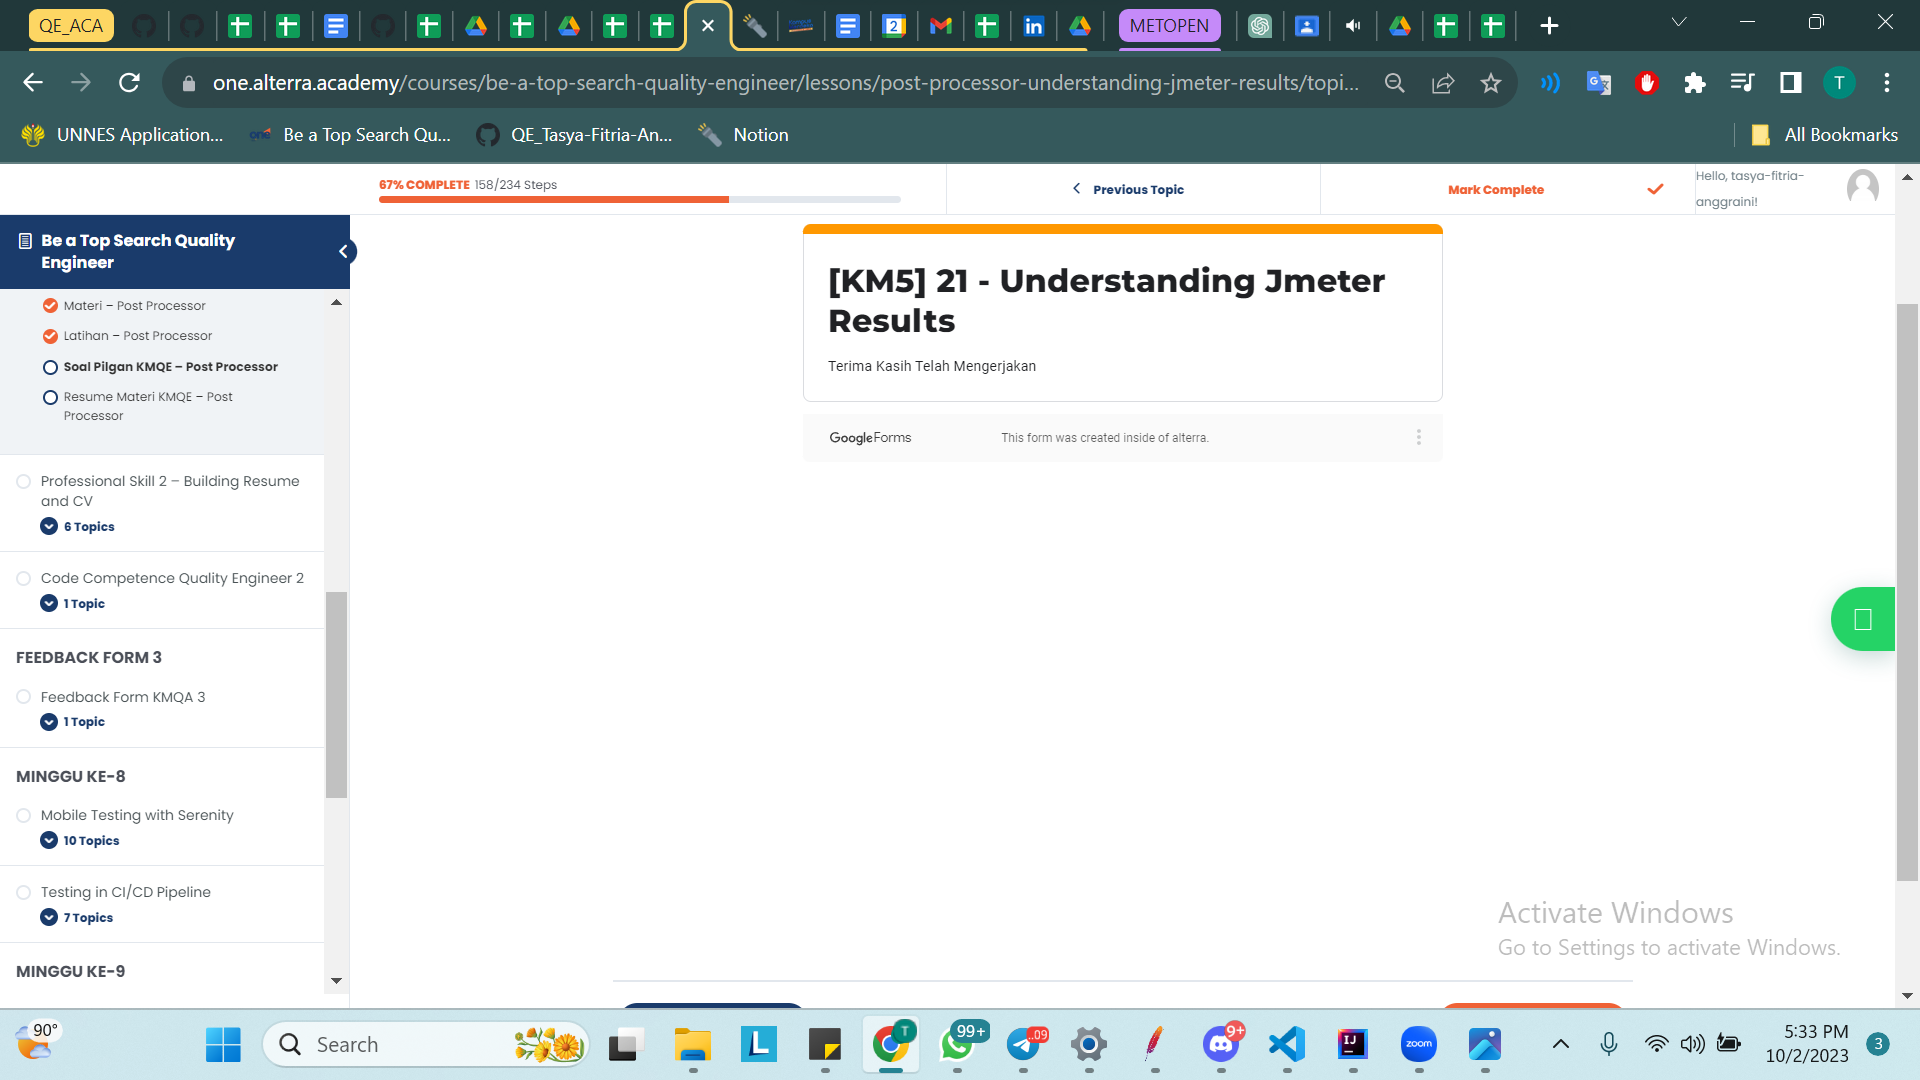 QE_ACA
METOPEN
one.alterra.academy/courses/be-a-top-search-quality-engineer/lessons/post-processor-understanding-jmeter-results/topi...
T
UNNES Application...
one
Be a Top Search Qu...
QE_Tasya-Fitria-An...
Notion
All Bookmarks
67% COMPLETE 158/234 Steps
Previous Topic
Mark Complete
Hello, tasya-fitria-
anggraini!
Be a Top Search Quality
Engineer
Materi – Post Processor
Latihan – Post Processor
Soal Pilgan KMQE – Post Processor
Resume Materi KMQE – Post
Processor
Professional Skill 2 – Building Resume
and CV
6 Topics
Code Competence Quality Engineer 2
1 Topic
FEEDBACK FORM 3
Feedback Form KMQA 3
1 Topic
MINGGU KE-8
Mobile Testing with Serenity
10 Topics
Testing in CI/CD Pipeline
7 Topics
MINGGU KE-9
[KM5] 21 - Understanding Jmeter
Results
Terima Kasih Telah Mengerjakan
Google Forms
This form was created inside of alterra.
Activate Windows
Go to Settings to activate Windows.
90°
Search
L
T
99+
..09
9+
IJ
zoom
5:33 PM
10/2/2023
3